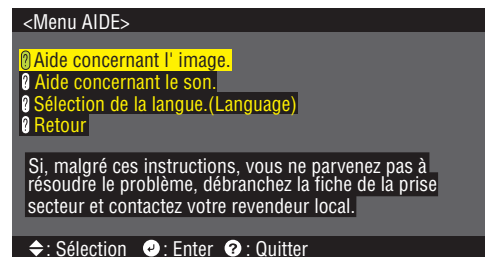 <Menu AIDE>
Aide concernant l' image.
Aide concernant le son.
Sélection de la langue.(Language)
Retour
Si, malgré ces instructions, vous ne parvenez pas à
résoudre le problème, débranchez la fiche de la prise
secteur et contactez votre revendeur local.
: Sélection : Enter : Quitter